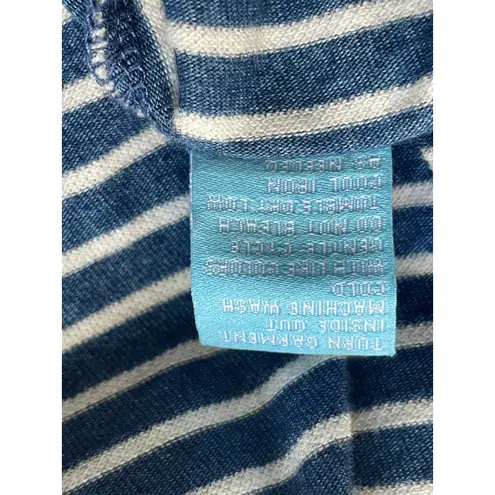 TURN GARMENT
INSIDE OUT
MACHINE WASH
COLD
WITH LIKE COLORS
GENTLE CYCLE
DO NOT BLEACH
TUMBLE DRY LOW
COOL IRON
AS NEEDED